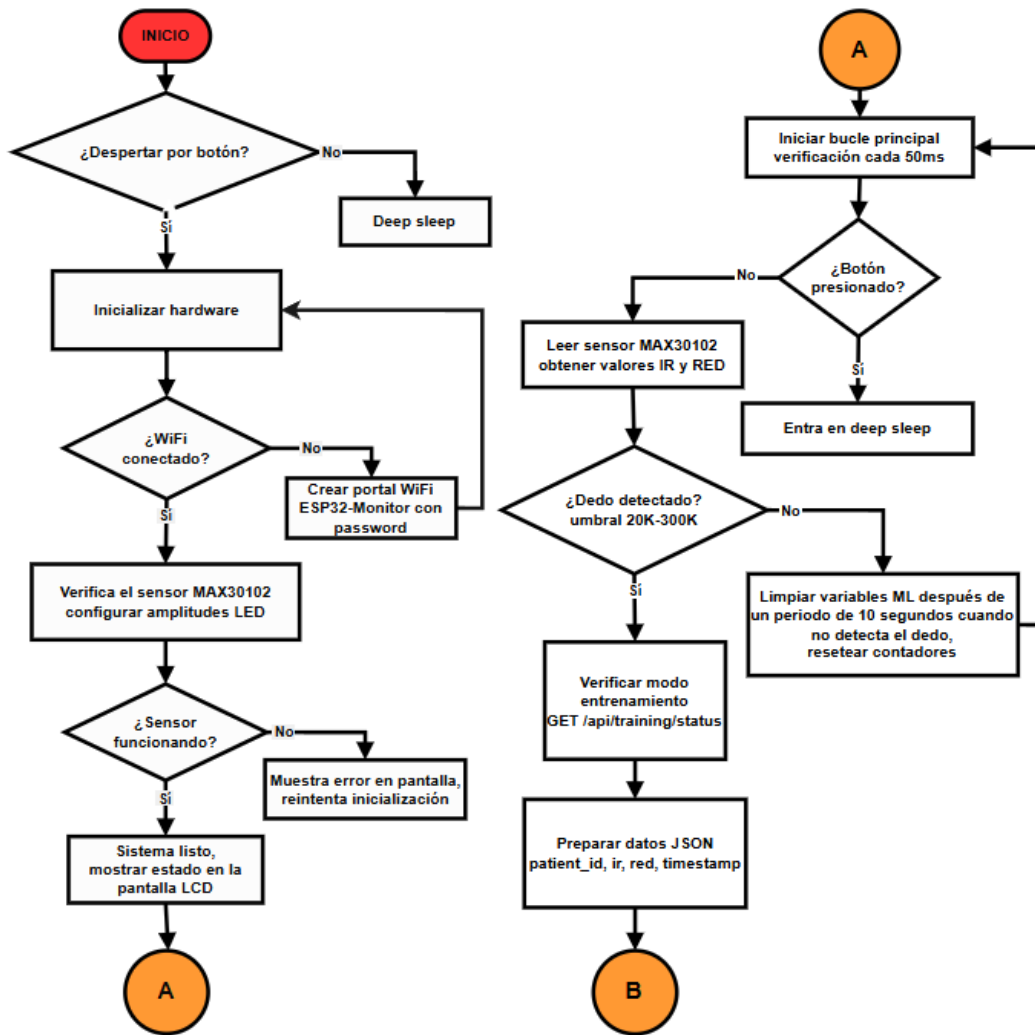 INICIO
¿Despertar por botón?
No
Deep sleep
Sí
Inicializar hardware
¿WiFi
conectado?
No
Crear portal WiFi
ESP32-Monitor con
password
Sí
Verifica el sensor MAX30102
configurar amplitudes LED
¿Sensor
funcionando?
No
Muestra error en pantalla,
reintenta inicialización
Sí
Sistema listo,
mostrar estado en la
pantalla LCD
A
A
Iniciar bucle principal
verificación cada 50ms
¿Botón
presionado?
No
Sí
Entra en deep sleep
Leer sensor MAX30102
obtener valores IR y RED
¿Dedo detectado?
umbral 20K-300K
No
Limpiar variables ML después de
un periodo de 10 segundos cuando
no detecta el dedo,
resetear contadores
Sí
Verificar modo
entrenamiento
GET /api/training/status
Preparar datos JSON
patient_id, ir, red, timestamp
B